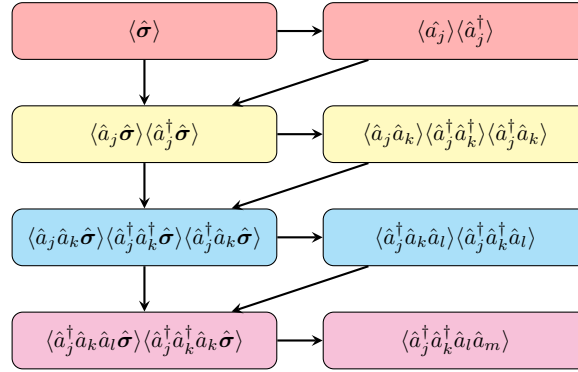 ⟨σ̂⟩
⟨â_j⟩⟨â_j^†⟩
⟨â_j σ̂⟩⟨â_j^† σ̂⟩
⟨â_j â_k⟩⟨â_j^† â_k^†⟩⟨â_j^† â_k⟩
⟨â_j â_k σ̂⟩⟨â_j^† â_k^† σ̂⟩⟨â_j^† â_k σ̂⟩
⟨â_j^† â_k â_l⟩⟨â_j^† â_k^† â_l⟩
⟨â_j^† â_k â_l σ̂⟩⟨â_j^† â_k^† â_k σ̂⟩
⟨â_j^† â_k^† â_l â_m⟩